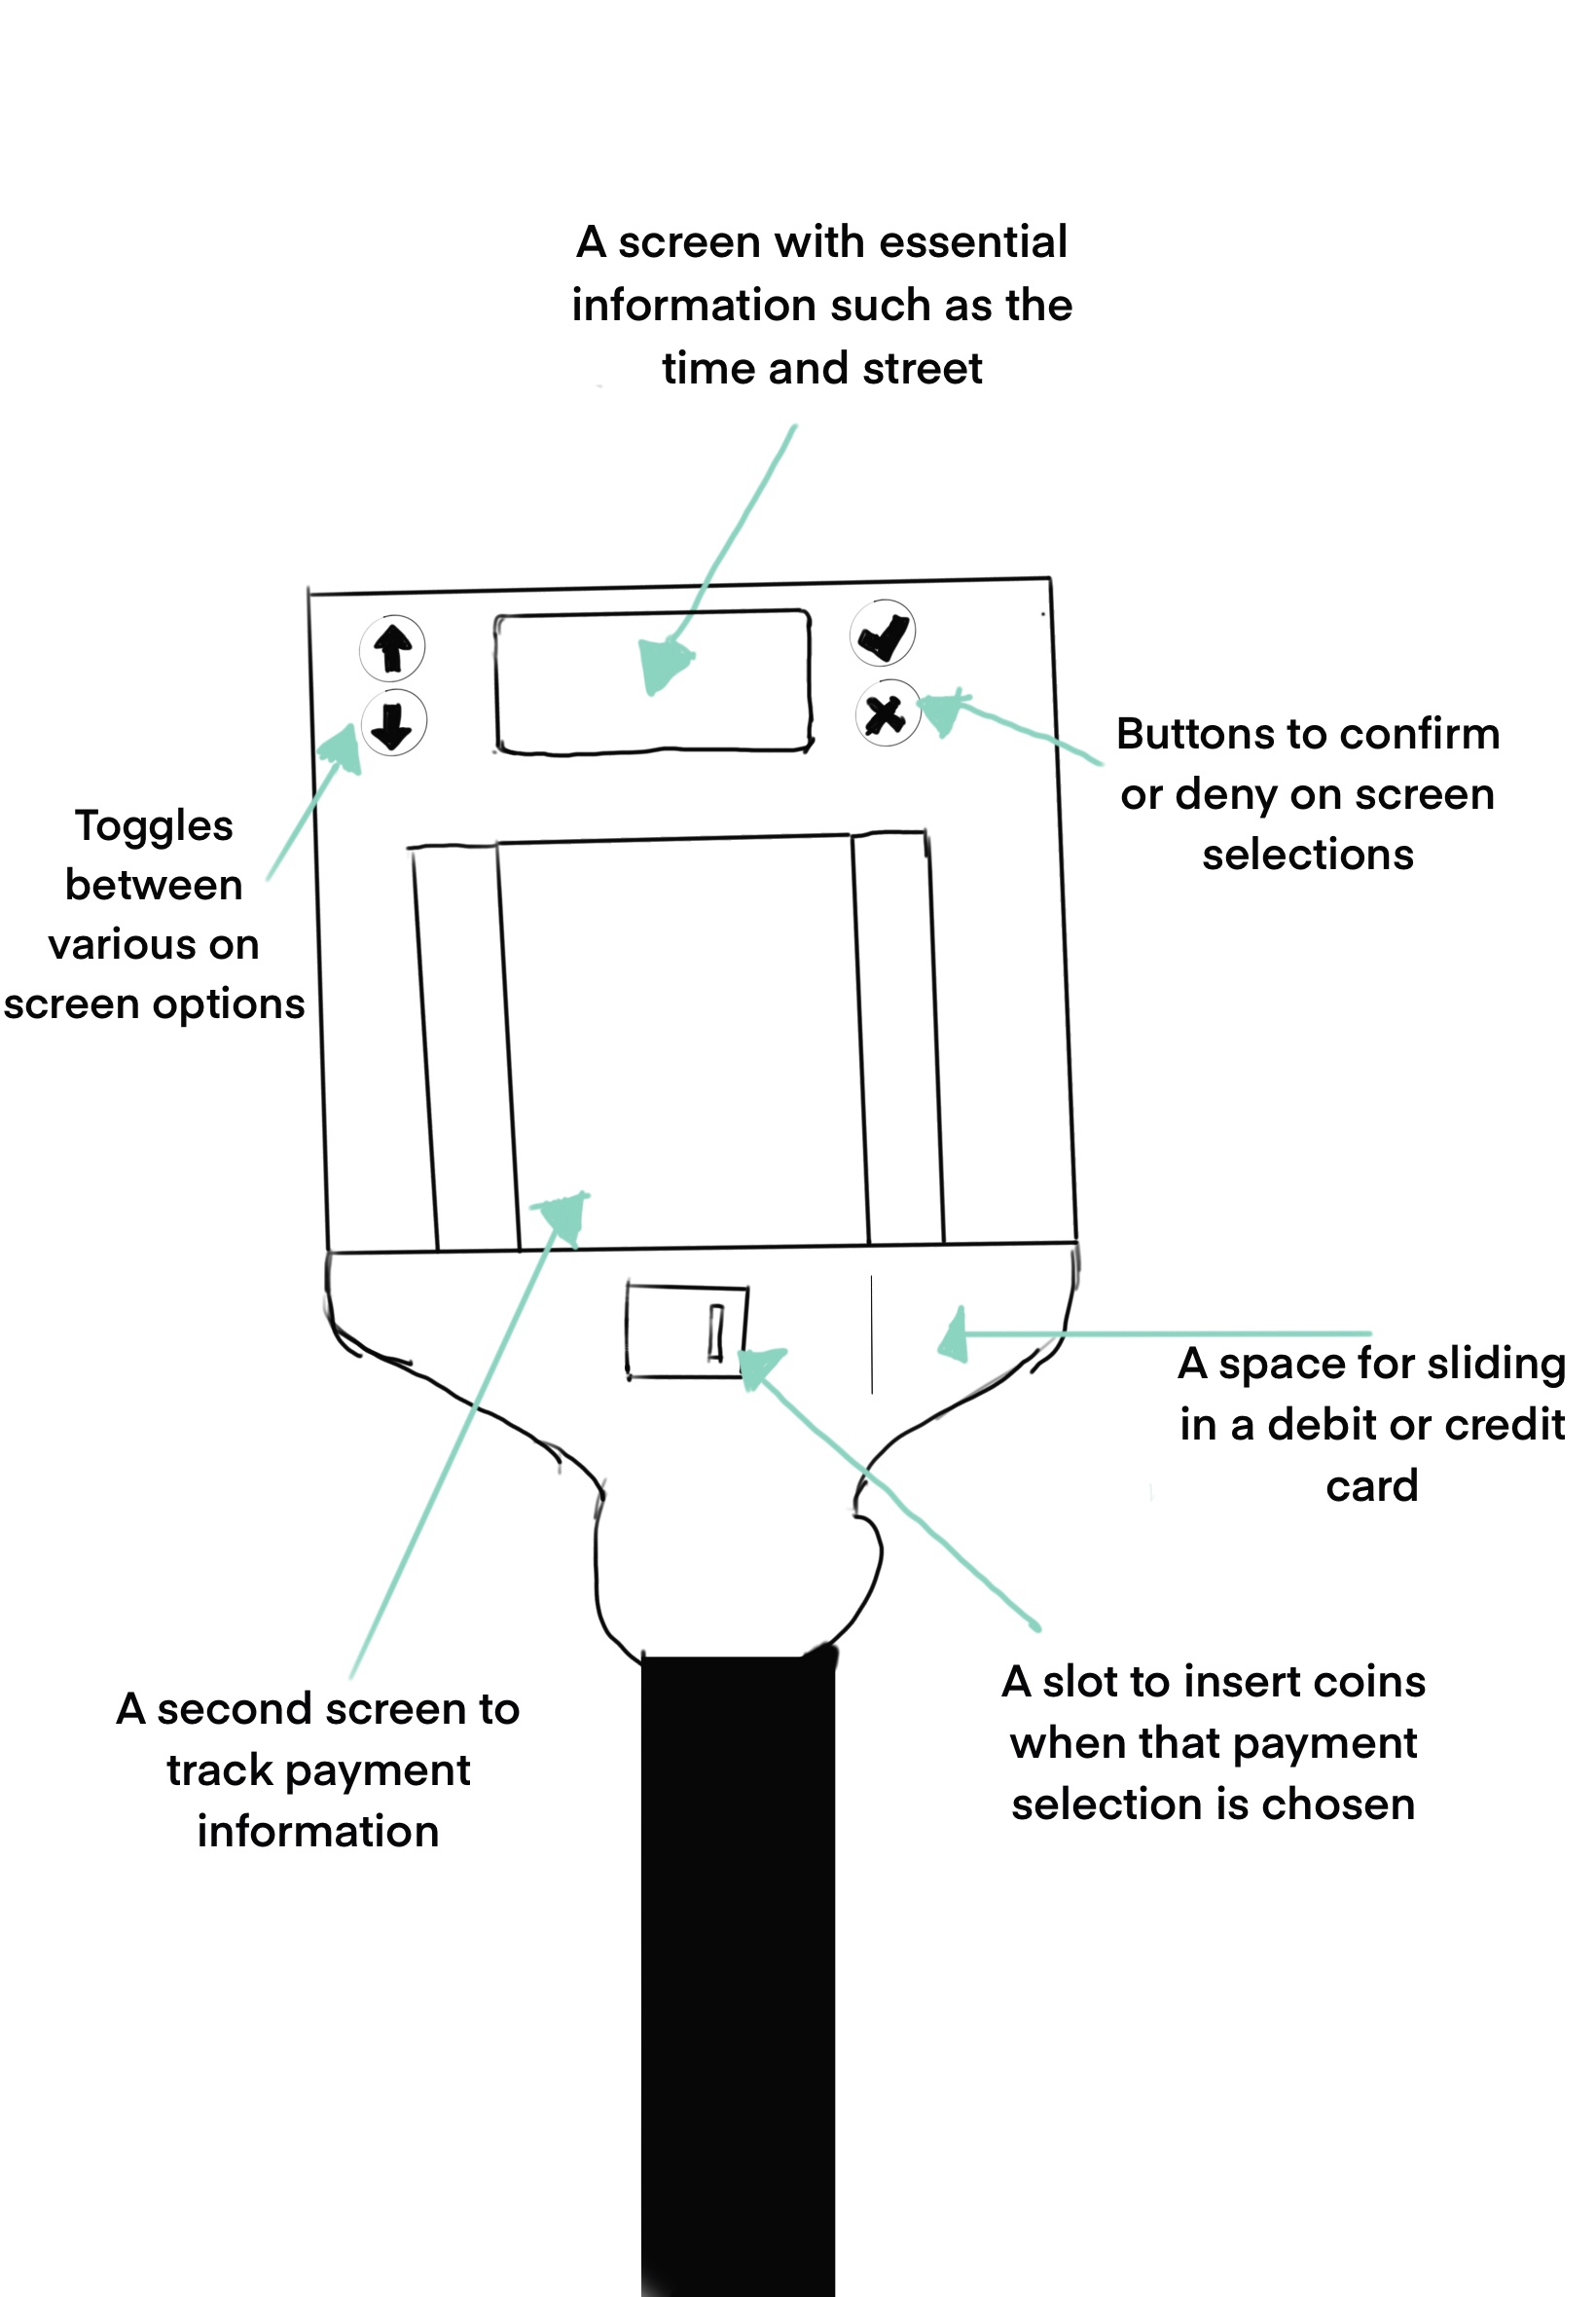 A screen with essential
information such as the
time and street
Buttons to confirm
or deny on screen
selections
Toggles
between
various on
screen options
A space for sliding
in a debit or credit
card
A second screen to
track payment
information
A slot to insert coins
when that payment
selection is chosen